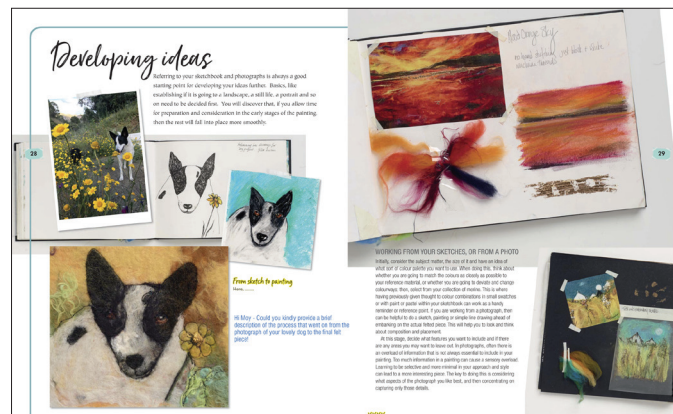 Developing ideas
Referring to your sketchbook and photographs is always a good
starting point for developing your ideas further. Basics, like
establishing if it is going to a landscape, a still life, a portrait and so
on need to be decided first. You will discover that, if you allow time
for preparation and consideration in the early stages of the painting,
then the rest will fall into place more smoothly.
28
From sketch to painting
Hi Moy - Could you kindly provide a brief
description of the process that went on from the
photograph of your lovely dog to the final felt
piece!
29
WORKING FROM YOUR SKETCHES, OR FROM A PHOTO
Initially, consider the subject matter, the size of it and have an idea of
what sort of colour palette you want to use. When doing this, think about
whether you are going to match the colours as closely as possible to
your reference material, or whether you are going to deviate and change
colourways; then, select from your collection of merino. This is where
having previously given thought to colour combinations in small swatches
or with paint or pastel within your sketchbook can work as a handy
reminder or reference point. If you are working from a photograph, then
can be helpful to do a sketch, painting or simple line drawing ahead of
embarking on the actual felted piece. This will help you to look and think
about composition and placement.
At this stage, decide what features you want to include and if there
are any areas you may want to leave out. In photographs, often there is
an overload of information that is not always essential to include in your
painting. Too much information in a painting can cause a sensory overload.
Learning to be selective and more minimal in your approach and style
can lead to a more interesting piece. The key to doing this is considering
what aspects of the photograph you like best, and then concentrating on
capturing only those details.